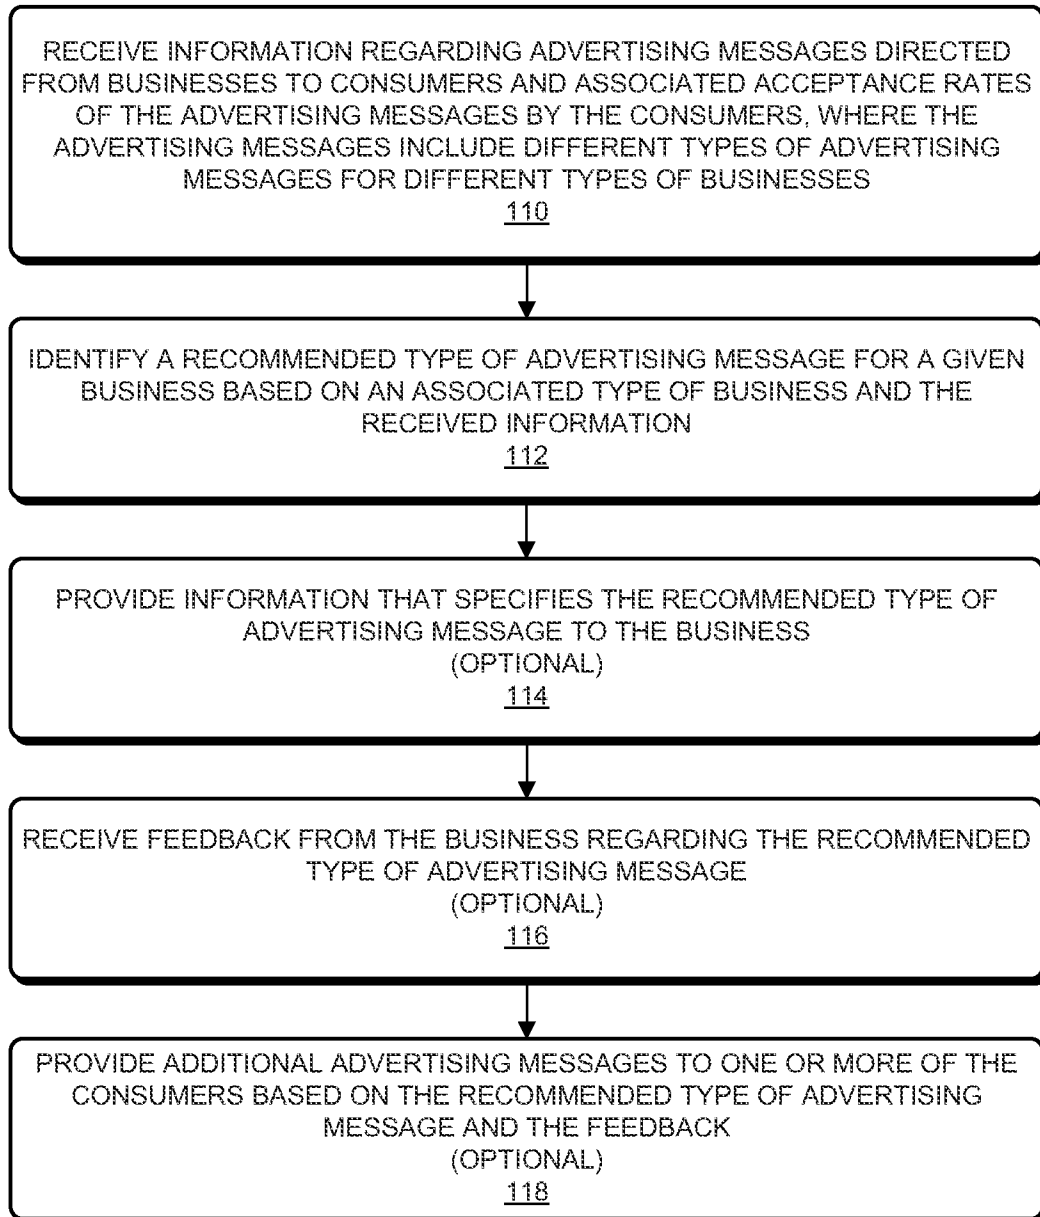 RECEIVE INFORMATION REGARDING ADVERTISING MESSAGES DIRECTED
FROM BUSINESSES TO CONSUMERS AND ASSOCIATED ACCEPTANCE RATES
OF THE ADVERTISING MESSAGES BY THE CONSUMERS, WHERE THE
ADVERTISING MESSAGES INCLUDE DIFFERENT TYPES OF ADVERTISING
MESSAGES FOR DIFFERENT TYPES OF BUSINESSES
110
IDENTIFY A RECOMMENDED TYPE OF ADVERTISING MESSAGE FOR A GIVEN
BUSINESS BASED ON AN ASSOCIATED TYPE OF BUSINESS AND THE
RECEIVED INFORMATION
112
PROVIDE INFORMATION THAT SPECIFIES THE RECOMMENDED TYPE OF
ADVERTISING MESSAGE TO THE BUSINESS
(OPTIONAL)
114
RECEIVE FEEDBACK FROM THE BUSINESS REGARDING THE RECOMMENDED
TYPE OF ADVERTISING MESSAGE
(OPTIONAL)
116
PROVIDE ADDITIONAL ADVERTISING MESSAGES TO ONE OR MORE OF THE
CONSUMERS BASED ON THE RECOMMENDED TYPE OF ADVERTISING
MESSAGE AND THE FEEDBACK
(OPTIONAL)
118